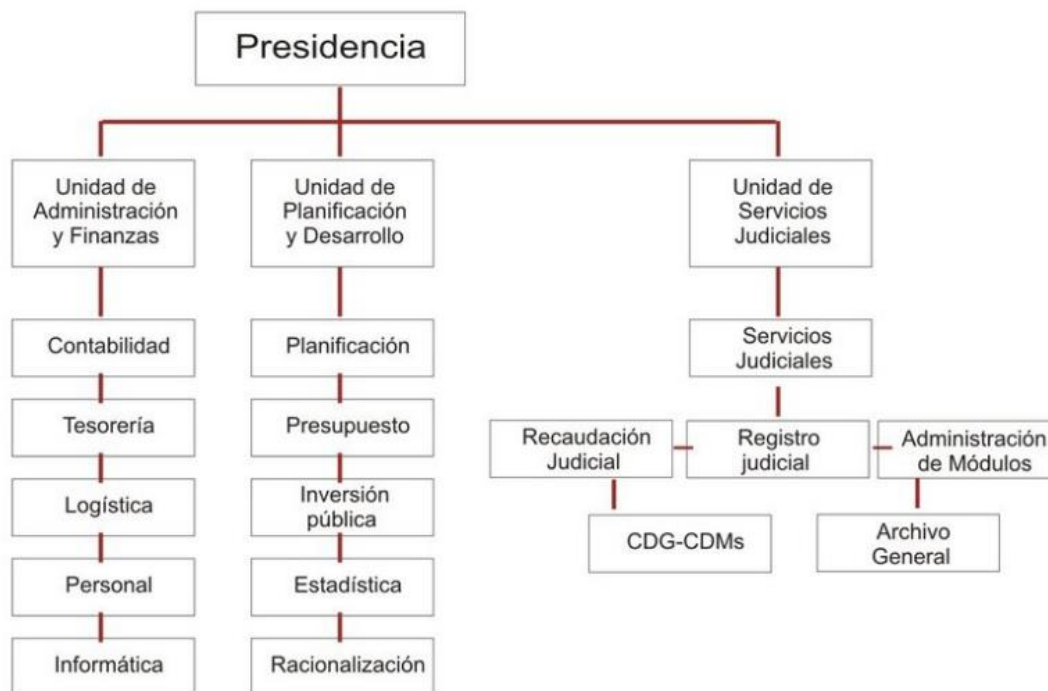 Presidencia
Unidad de
Administración
y Finanzas
Unidad de
Planificación
y Desarrollo
Unidad de
Servicios
Judiciales
Contabilidad
Planificación
Servicios
Judiciales
Tesorería
Presupuesto
Recaudación
Judicial
Registro
judicial
Administración
de Módulos
Logística
Inversión
pública
CDG-CDMs
Archivo
General
Personal
Estadística
Informática
Racionalización